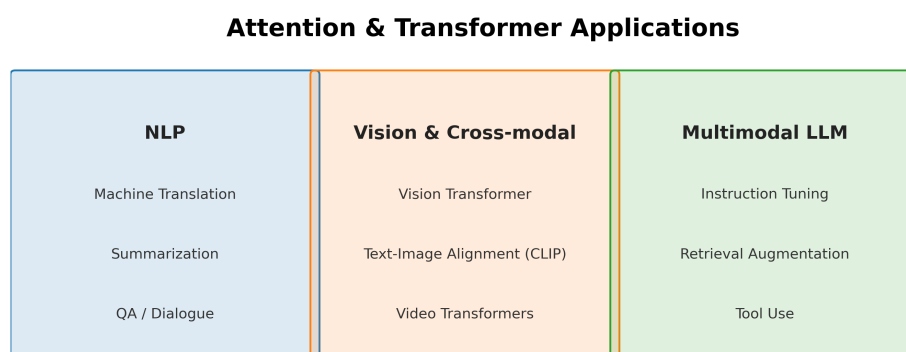 Attention & Transformer Applications
NLP
Machine Translation
Summarization
QA / Dialogue
Vision & Cross-modal
Vision Transformer
Text-Image Alignment (CLIP)
Video Transformers
Multimodal LLM
Instruction Tuning
Retrieval Augmentation
Tool Use